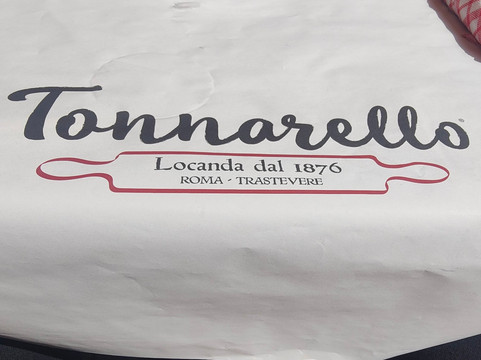 Tonnarello
Locanda dal 1876
ROMA - TRASTEVERE